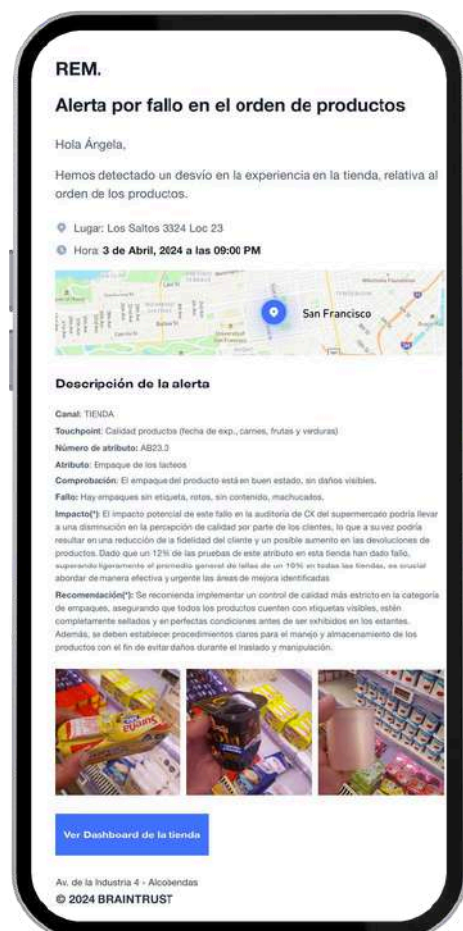 REM.
Alerta por fallo en el orden de productos
Hola Ángela,
Hemos detectado un desvío en la experiencia en la tienda, relativa al
orden de los productos.
Lugar: Los Saltos 3324 Loc 23
Hora: 3 de Abril, 2024 a las 09:00 PM
San Francisco
Descripción de la alerta
Canal: TIENDA
Touchpoint: Calidad productos (fecha de exp., carnes, frutas y verduras)
Número de atributo: AB23.3
Atributo: Empaque de los lacteos
Comprobación: El empaque del producto está en buen estado, sin daños visibles.
Fallo: Hay empaques sin etiqueta, rotos, sin contenido, machucados.
Impacto(*): El impacto potencial de este fallo en la auditoría de CX del supermercado podría llevar
a una disminución en la percepción de calidad por parte de los clientes, lo que a su vez podría
resultar en una reducción de la fidelidad del cliente y un posible aumento en las devoluciones de
productos. Dado que un 12% de las pruebas de este atributo en esta tienda han dado fallo,
superando ligeramente el promedio general de fallas de un 10% en todas las tiendas, es crucial
abordar de manera efectiva y urgente las áreas de mejora identificadas
Recomendación(*): Se recomienda implementar un control de calidad más estricto en la categoría
de empaques, asegurando que todos los productos cuenten con etiquetas visibles, estén
completamente sellados y en perfectas condiciones antes de ser exhibidos en los estantes.
Además, se deben establecer procedimientos claros para el manejo y almacenamiento de los
productos con el fin de evitar daños durante el traslado y manipulación.
Sureña
Ver Dashboard de la tienda
Av. de la Industria 4 - Alcobendas
© 2024 BRAINTRUST